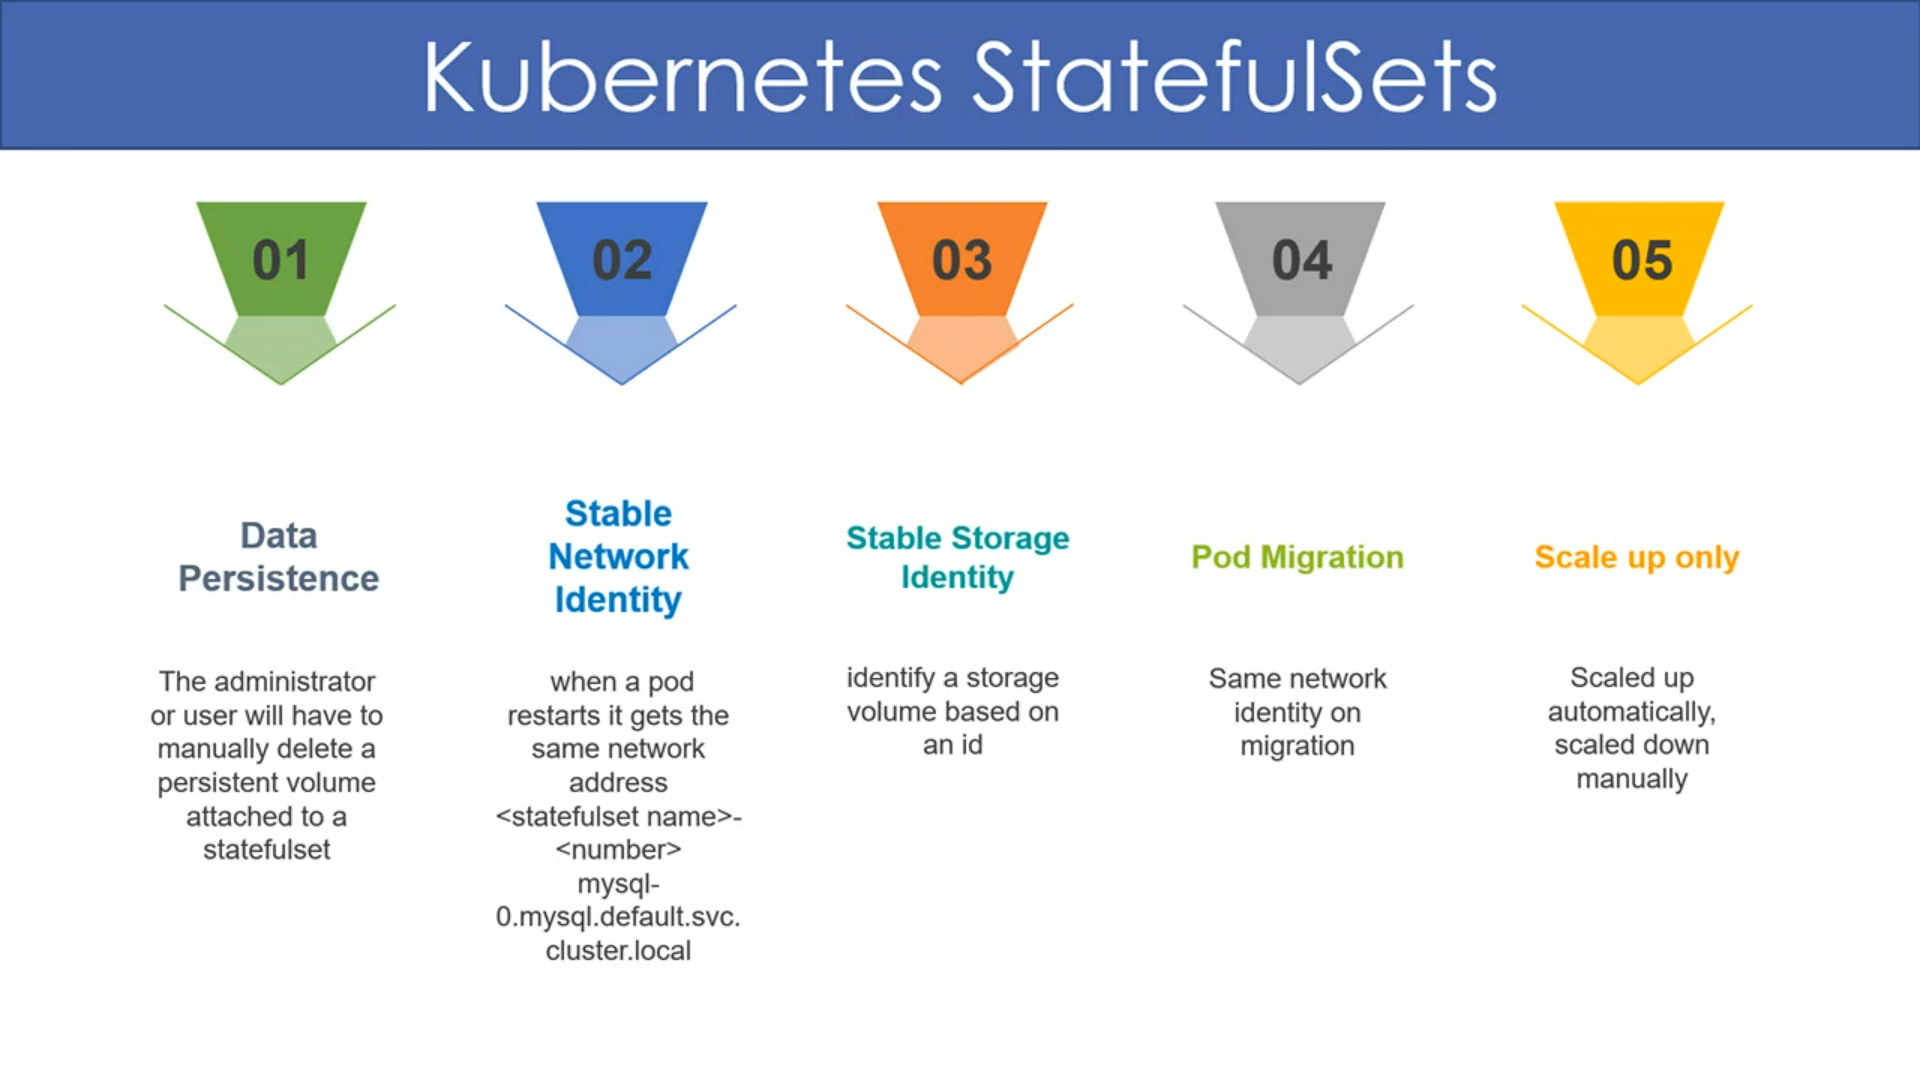 Kubernetes StatefulSets
01
02
03
04
05
Data
Persistence
Stable
Network
Identity
Stable Storage
Identity
Pod Migration
Scale up only
The administrator
or user will have to
manually delete a
persistent volume
attached to a
statefulset
when a pod
restarts it gets the
same network
address
<statefulset name>-
<number>
mysql-
0.mysql.default.svc.
cluster.local
identify a storage
volume based on
an id
Same network
identity on
migration
Scaled up
automatically,
scaled down
manually